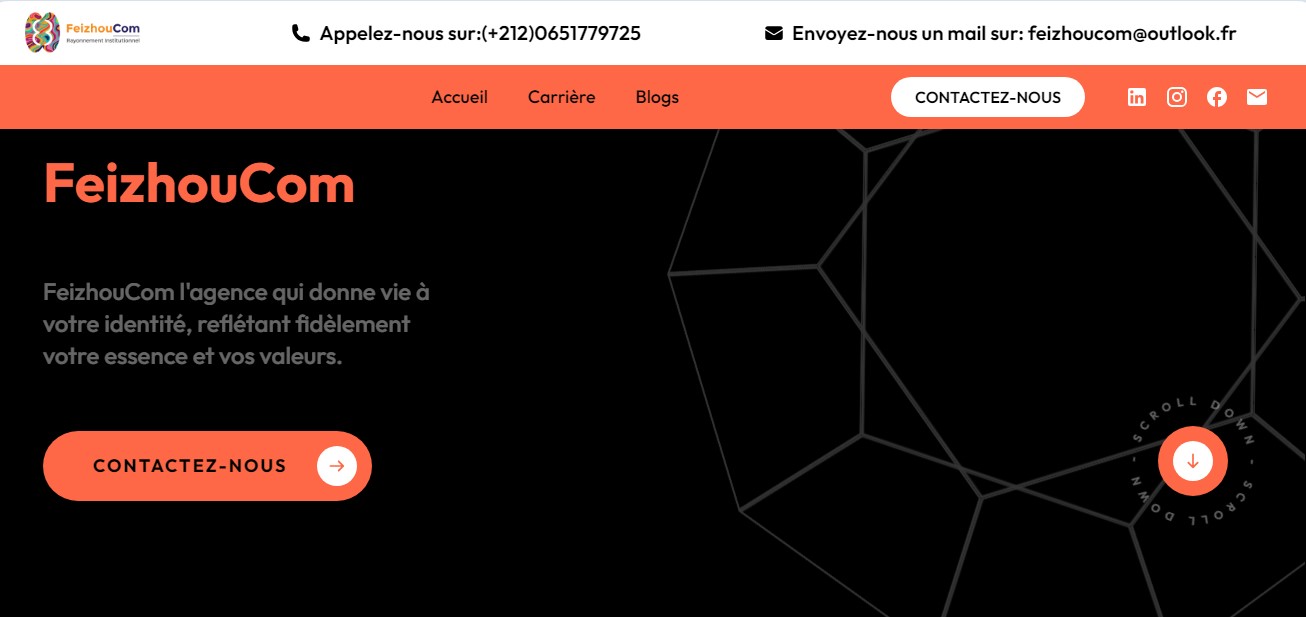 FeizhouCom
Rayonnement Institutionnel
Appelez-nous sur:(+212)0651779725
Envoyez-nous un mail sur: feizhoucom@outlook.fr
Accueil
Carrière
Blogs
CONTACTEZ-NOUS
FeizhouCom
FeizhouCom l'agence qui donne vie à
votre identité, reflétant fidèlement
votre essence et vos valeurs.
CONTACTEZ-NOUS
SCROLL DOWN - SCROLL DOWN -